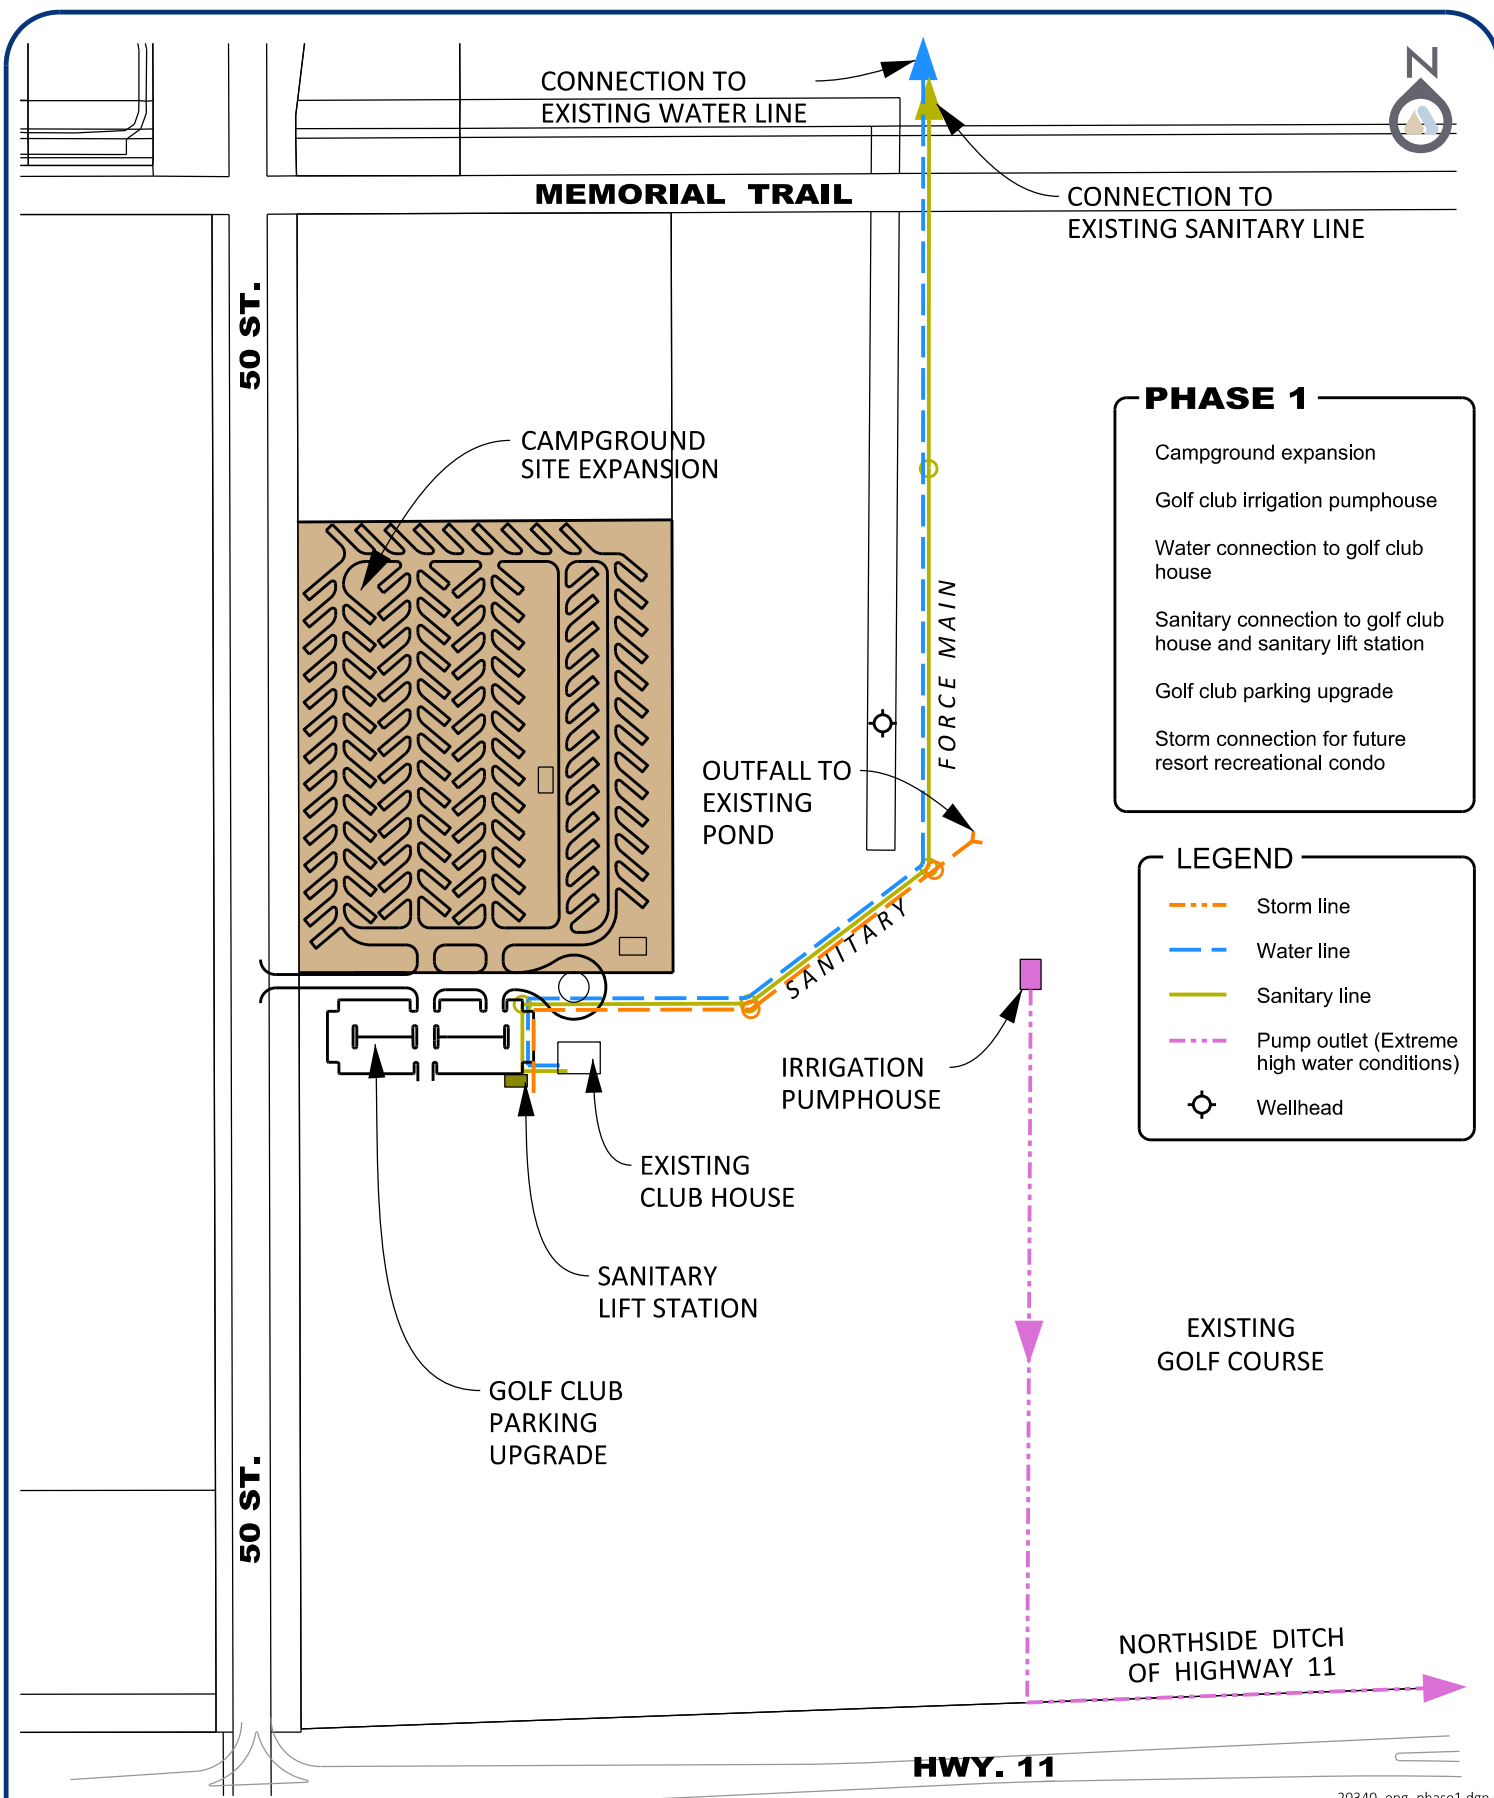 N
CONNECTION TO
EXISTING WATER LINE
MEMORIAL TRAIL
CONNECTION TO
EXISTING SANITARY LINE
50 ST.
PHASE 1
Campground expansion
Golf club irrigation pumphouse
Water connection to golf club
house
Sanitary connection to golf club
house and sanitary lift station
Golf club parking upgrade
Storm connection for future
resort recreational condo
CAMPGROUND
SITE EXPANSION
FORCE MAIN
OUTFALL TO
EXISTING
POND
SANITARY
LEGEND
Storm line
Water line
Sanitary line
Pump outlet (Extreme
high water conditions)
Wellhead
IRRIGATION
PUMPHOUSE
EXISTING
CLUB HOUSE
SANITARY
LIFT STATION
EXISTING
GOLF COURSE
GOLF CLUB
PARKING
UPGRADE
50 ST.
NORTHSIDE DITCH
OF HIGHWAY 11
HWY. 11